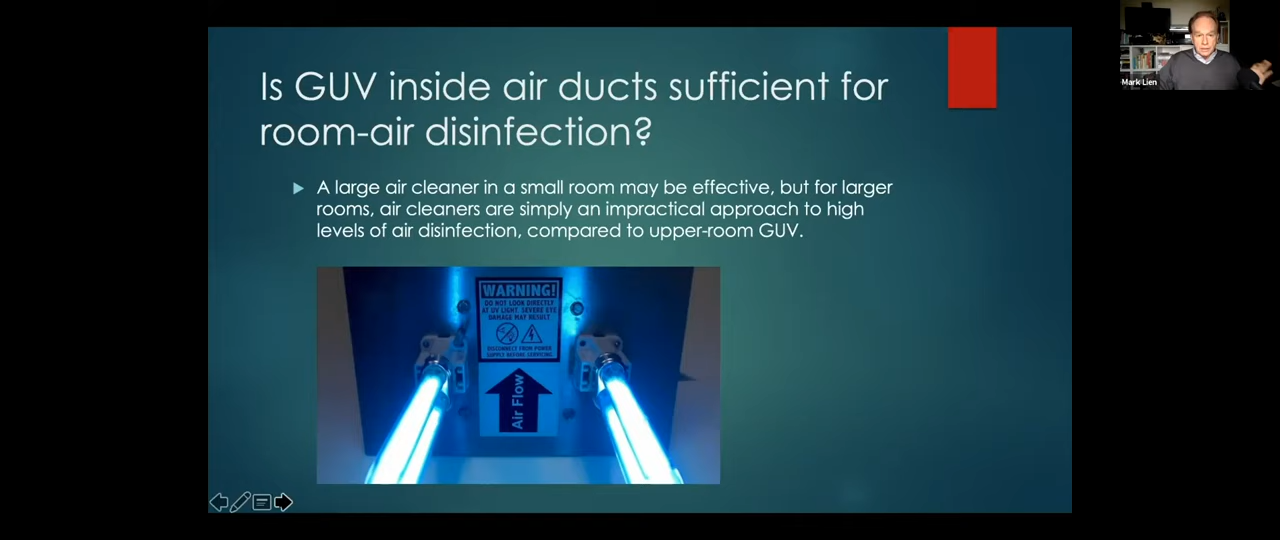 Is GUV inside air ducts sufficient for
room-air disinfection?
A large air cleaner in a small room may be effective, but for larger
rooms, air cleaners are simply an impractical approach to high
levels of air disinfection, compared to upper-room GUV.
WARNING!
DO NOT LOOK DIRECTLY
AT UV LIGHT. SEVERE EYE
DAMAGE MAY RESULT
DISCONNECT FROM POWER
SUPPLY BEFORE SERVICING
Air Flow
Mark Lien